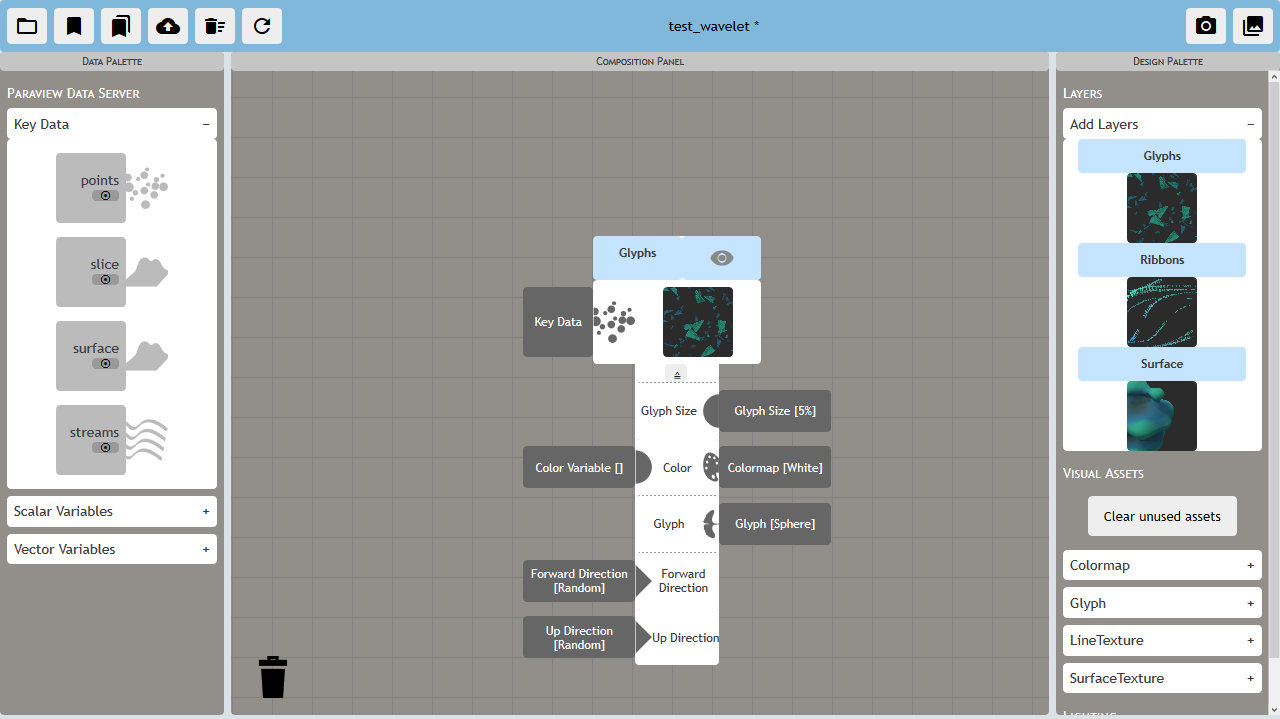 test_wavelet *
Data Palette
Paraview Data Server
Key Data −
points
slice
surface
streams
Scalar Variables +
Vector Variables +
Composition Panel
Glyphs
Key Data
Glyph Size
Glyph Size [5%]
Color Variable []
Color
Colormap [White]
Glyph
Glyph [Sphere]
Forward Direction
[Random]
Forward
Direction
Up Direction
[Random]
Up Direction
Design Palette
Layers
Add Layers −
Glyphs
Ribbons
Surface
Visual Assets
Clear unused assets
Colormap +
Glyph +
LineTexture +
SurfaceTexture +
Lighting